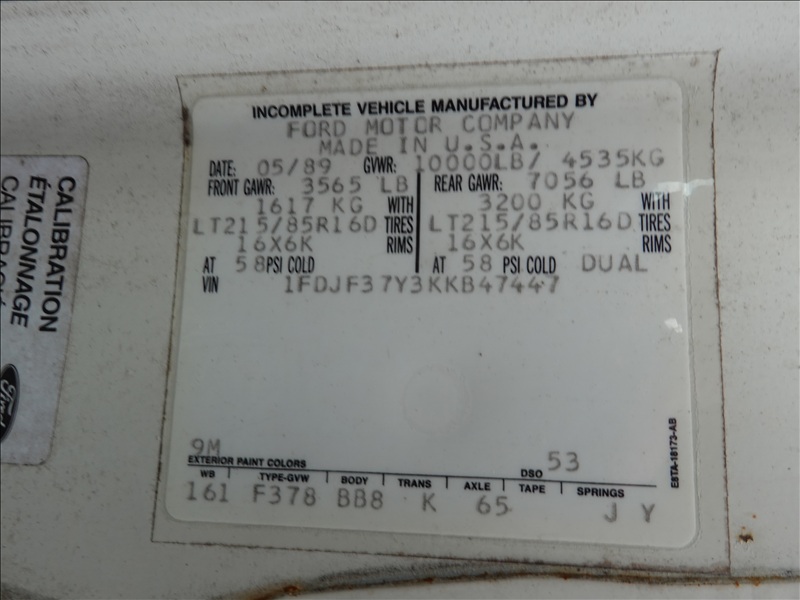 INCOMPLETE VEHICLE MANUFACTURED BY
FORD MOTOR COMPANY
MADE IN U.S.A.
DATE: 05/89 GVWR: 10000LB/ 4535KG
FRONT GAWR: 3565 LB REAR GAWR: 7056 LB
1617 KG WITH 3200 KG WITH
LT215/85R16D TIRES LT215/85R16D TIRES
16X6K RIMS 16X6K RIMS
AT 58 PSI COLD AT 58 PSI COLD DUAL
VIN 1FDJF37Y3KKB47447
9M
EXTERIOR PAINT COLORS DSO 53
WB TYPE-GVW BODY TRANS AXLE TAPE SPRINGS
161 F378 BB8 K 65 J Y
E6TA-18173-AB
CALIBRATION
ÉTALONNAGE
Ford